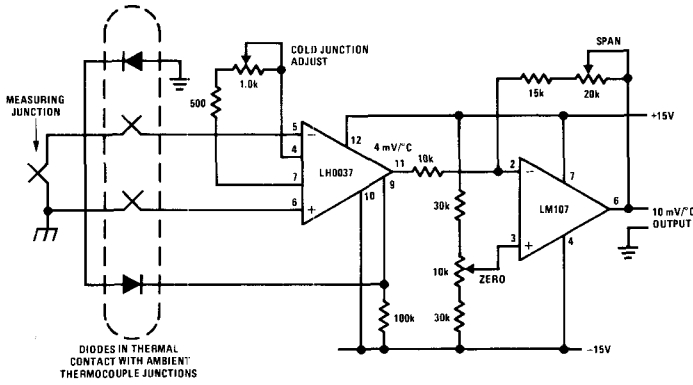 COLD JUNCTION
ADJUST
SPAN
1.0k
500
15k
20k
MEASURING
JUNCTION
+15V
5
−
12
4 mV/°C
4
LH0037
11
10k
2
−
7
7
9
10
6
+
LM107
6
10 mV/°C
OUTPUT
30k
3
+
4
10k
ZERO
100k
30k
−15V
DIODES IN THERMAL
CONTACT WITH AMBIENT
THERMOCOUPLE JUNCTIONS